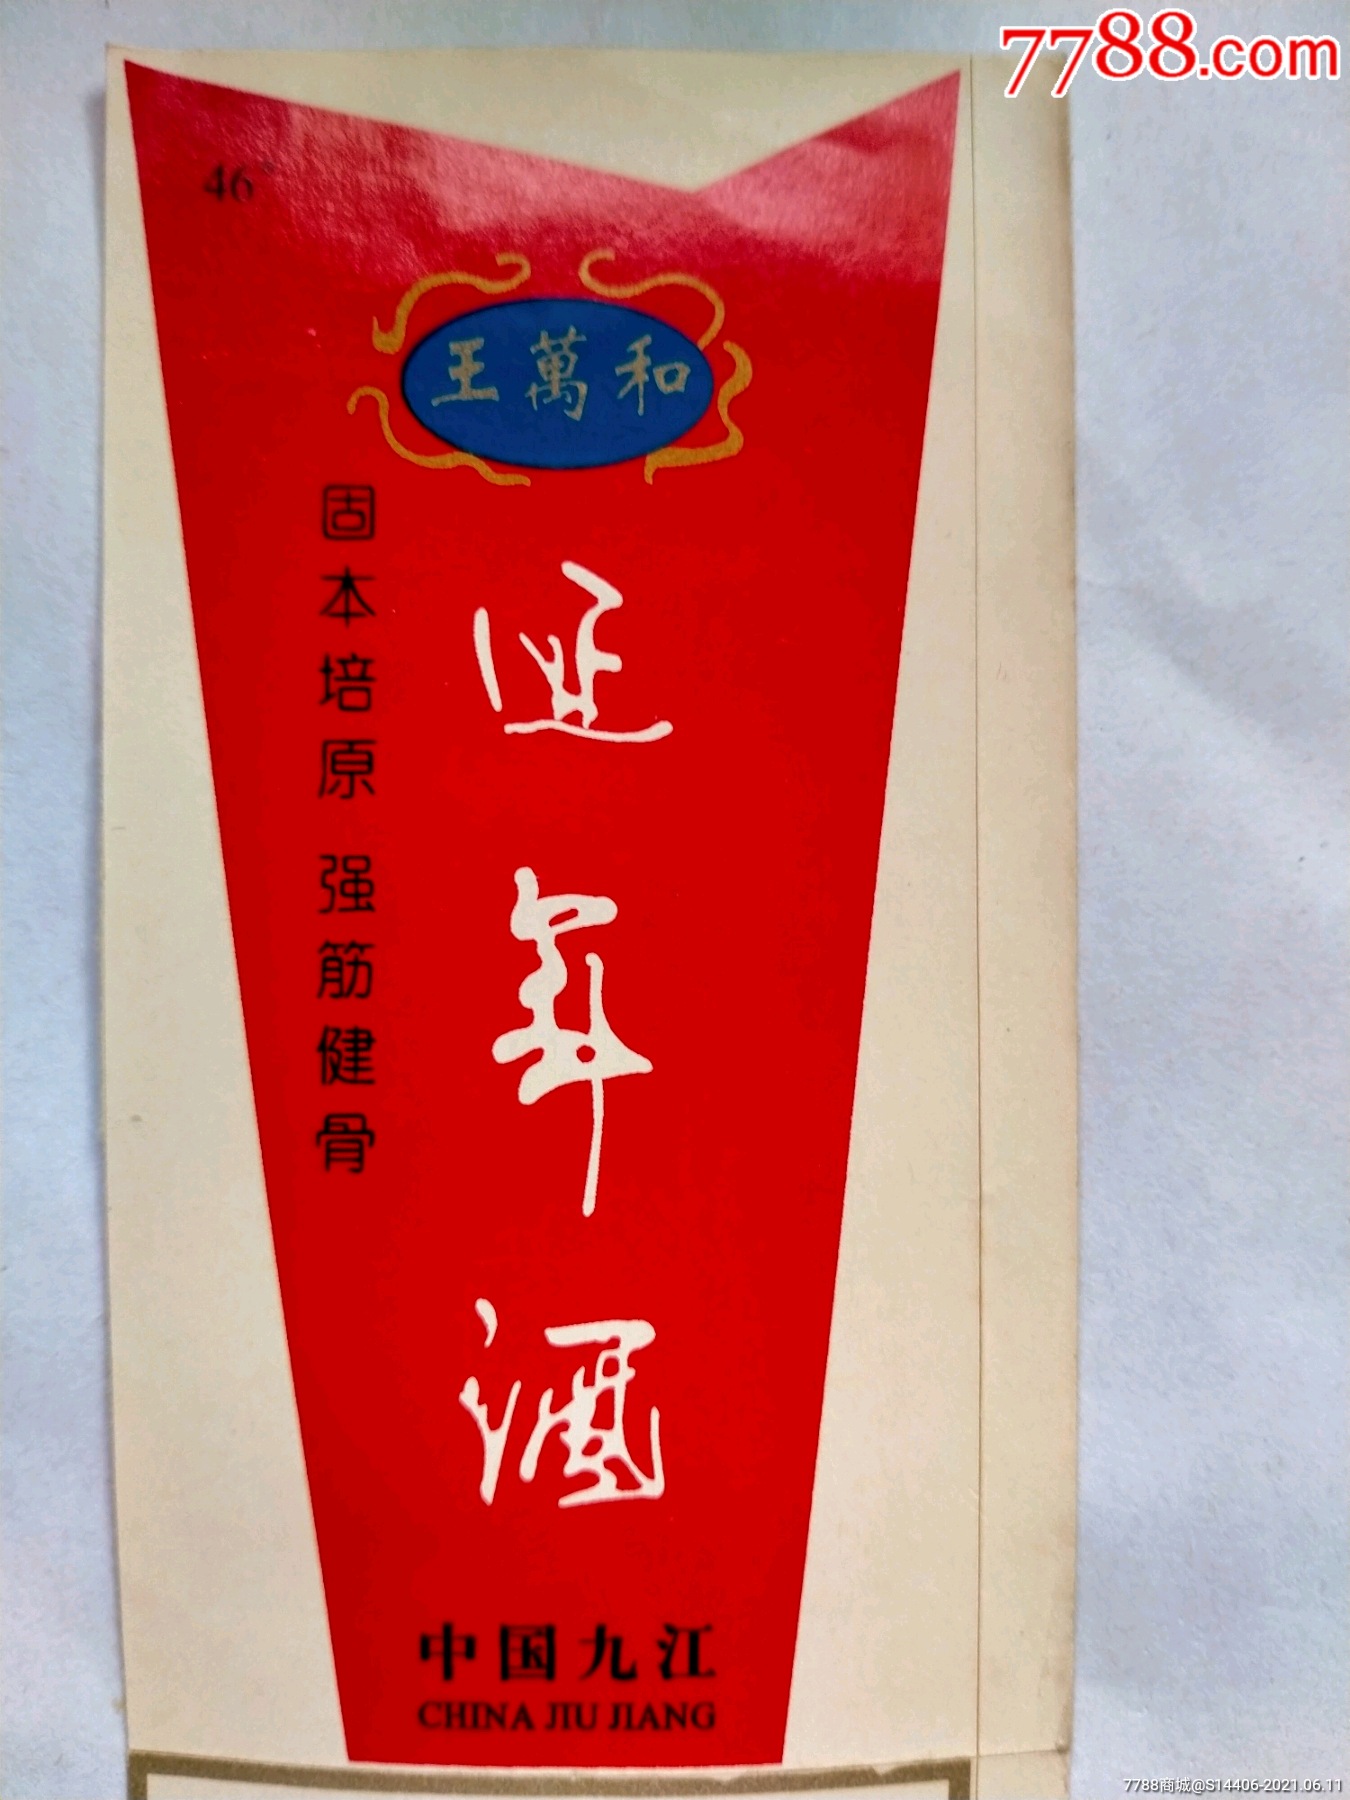 7788.com
46°
王萬和
固本培原 强筋健骨
延年酒
中国九江
CHINA JIU JIANG
7788商城@S14406-2021.06.11